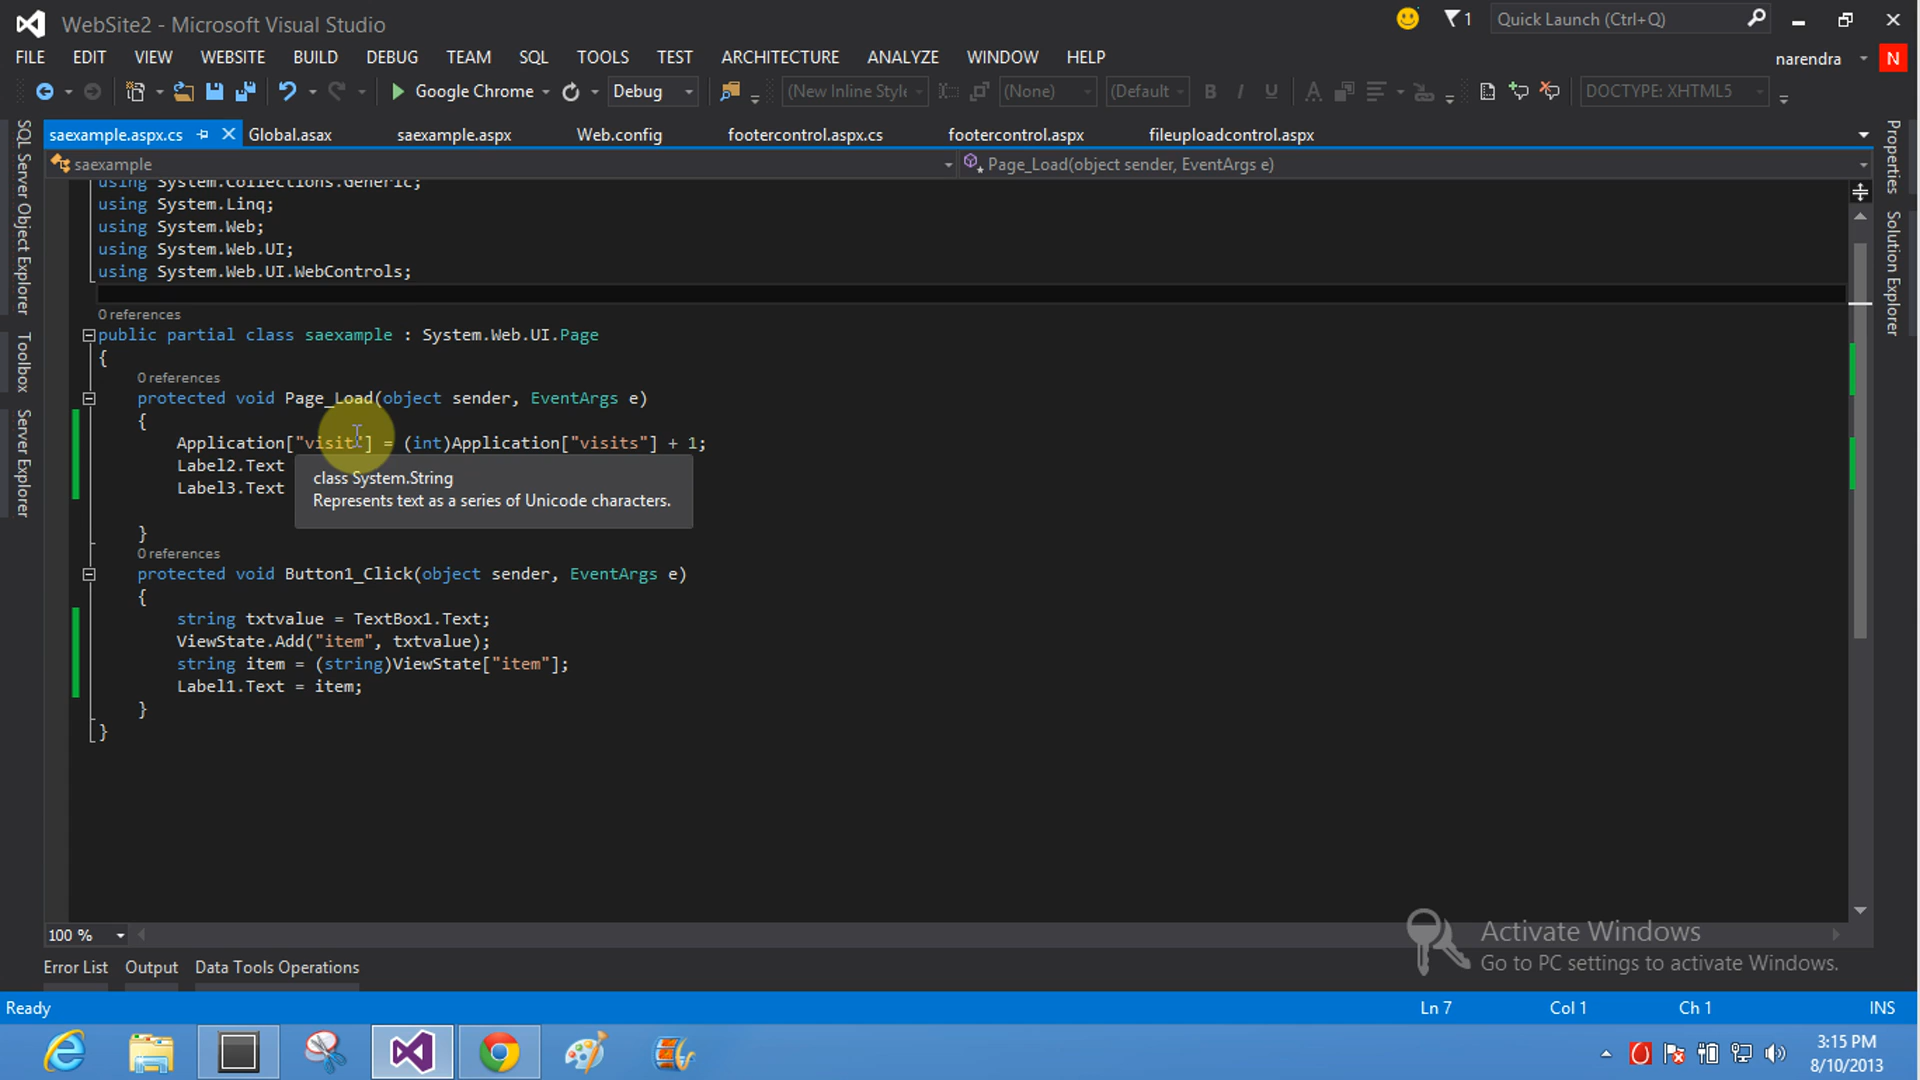 WebSite2 - Microsoft Visual Studio
1
Quick Launch (Ctrl+Q)
FILE EDIT VIEW WEBSITE BUILD DEBUG TEAM SQL TOOLS TEST ARCHITECTURE ANALYZE WINDOW HELP
narendra N
Google Chrome Debug (New Inline Style (None) (Default B I U A DOCTYPE: XHTML5
saexample.aspx.cs Global.asax saexample.aspx Web.config footercontrol.aspx.cs footercontrol.aspx fileuploadcontrol.aspx
saexample Page_Load(object sender, EventArgs e)
SQL Server Object Explorer
Toolbox
Server Explorer
Properties
Solution Explorer
using System.Collections.Generic;
using System.Linq;
using System.Web;
using System.Web.UI;
using System.Web.UI.WebControls;
0 references
public partial class saexample : System.Web.UI.Page
{
0 references
protected void Page_Load(object sender, EventArgs e)
{
Application["visits"] = (int)Application["visits"] + 1;
Label2.Text
Label3.Text
class System.String
Represents text as a series of Unicode characters.
}
0 references
protected void Button1_Click(object sender, EventArgs e)
{
string txtvalue = TextBox1.Text;
ViewState.Add("item", txtvalue);
string item = (string)ViewState["item"];
Label1.Text = item;
}
}
Activate Windows
Go to PC settings to activate Windows.
100 %
Error List Output Data Tools Operations
Ready Ln 7 Col 1 Ch 1 INS
3:15 PM
8/10/2013